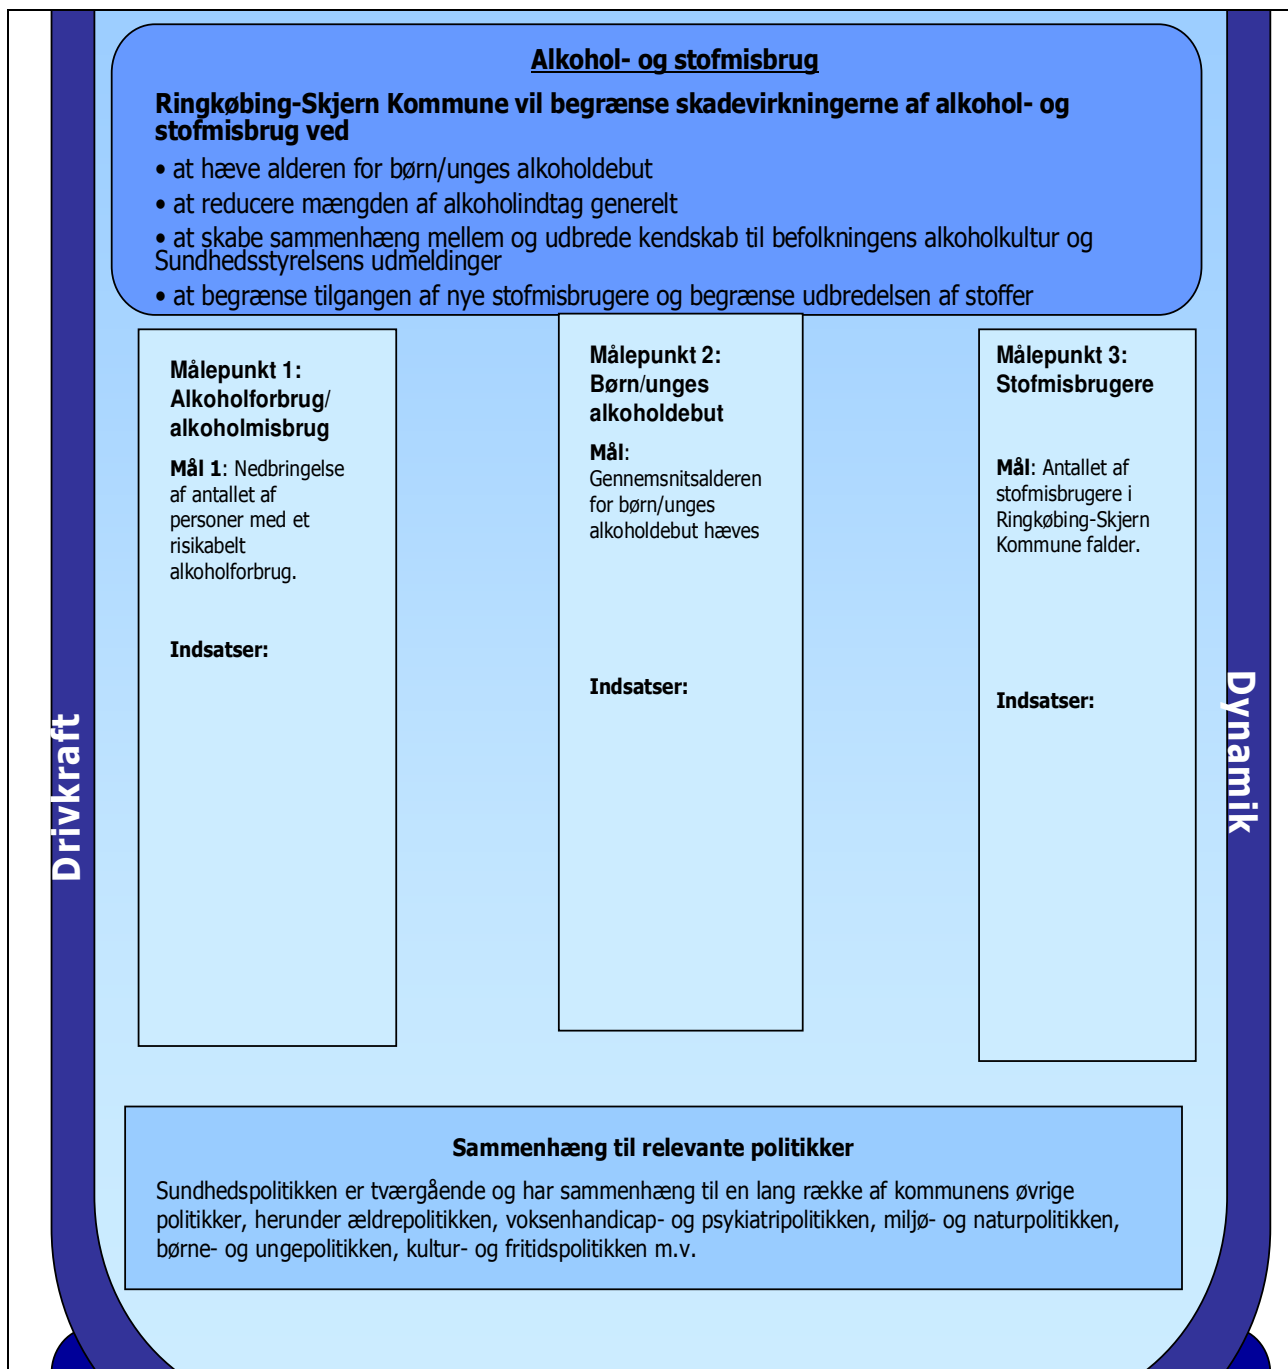 Alkohol- og stofmisbrug
Ringkøbing-Skjern Kommune vil begrænse skadevirkningerne af alkohol- og
stofmisbrug ved
• at hæve alderen for børn/unges alkoholdebut
• at reducere mængden af alkoholindtag generelt
• at skabe sammenhæng mellem og udbrede kendskab til befolkningens alkoholkultur og
Sundhedsstyrelsens udmeldinger
• at begrænse tilgangen af nye stofmisbrugere og begrænse udbredelsen af stoffer
Målepunkt 1:
Alkoholforbrug/
alkoholmisbrug
Mål 1: Nedbringelse
af antallet af
personer med et
risikabelt
alkoholforbrug.
Indsatser:
Målepunkt 2:
Børn/unges
alkoholdebut
Mål:
Gennemsnitsalderen
for børn/unges
alkoholdebut hæves
Indsatser:
Målepunkt 3:
Stofmisbrugere
Mål: Antallet af
stofmisbrugere i
Ringkøbing-Skjern
Kommune falder.
Indsatser:
Drivkraft
Dynamik
Sammenhæng til relevante politikker
Sundhedspolitikken er tværgående og har sammenhæng til en lang række af kommunens øvrige
politikker, herunder ældrepolitikken, voksenhandicap- og psykiatripolitikken, miljø- og naturpolitikken,
børne- og ungepolitikken, kultur- og fritidspolitikken m.v.